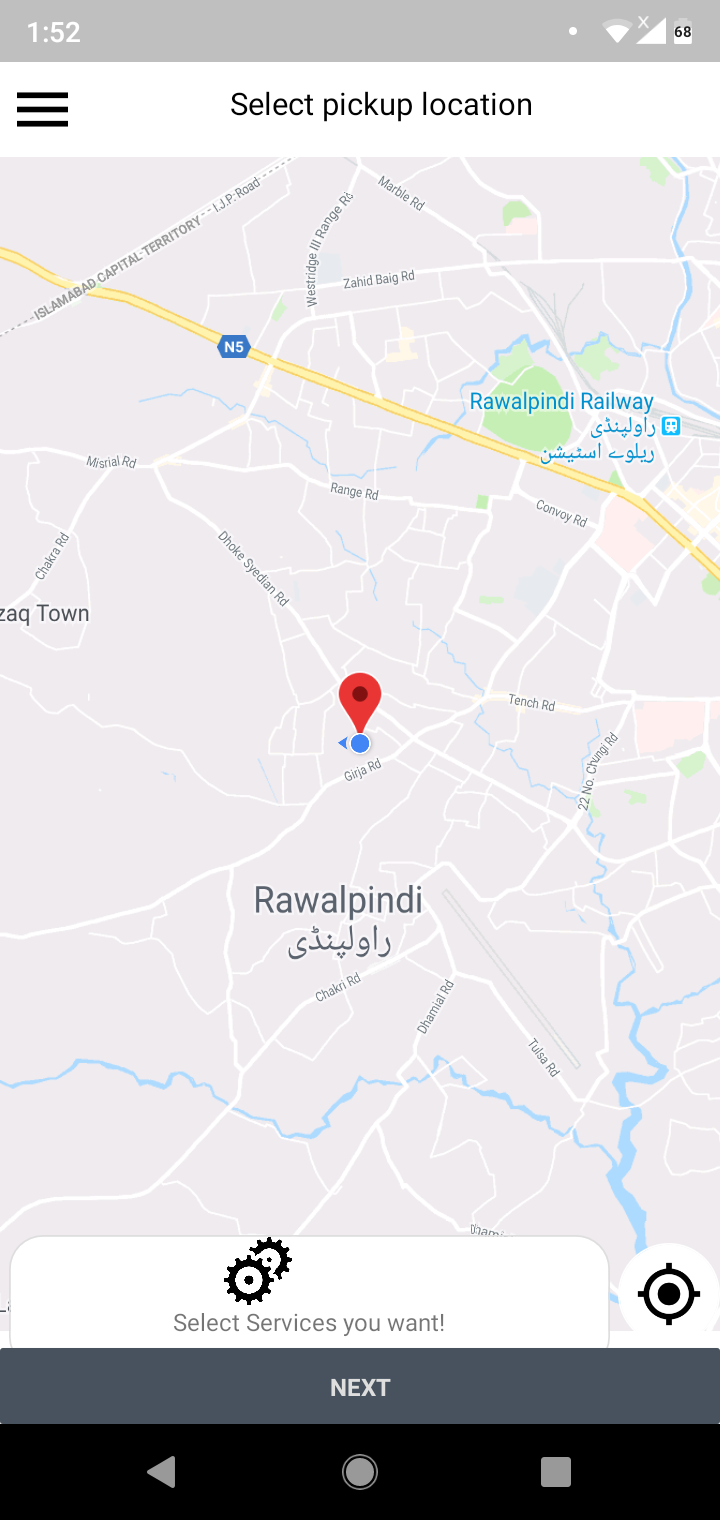 1:52
68
Select pickup location
I.J.P. Road
Marble Rd
ISLAMABAD CAPITAL TERRITORY
Westridge III Range Rd
Zahid Baig Rd
N5
Rawalpindi Railway
راولپنڈی
ریلوے اسٹیشن
Misrial Rd
Range Rd
Convoy Rd
Chakra Rd
Dhoke Syedian Rd
zaq Town
Tench Rd
Girja Rd
22 No. Chungi Rd
Rawalpindi
راولپنڈی
Chakri Rd
Dhamial Rd
Tulsa Rd
Select Services you want!
NEXT